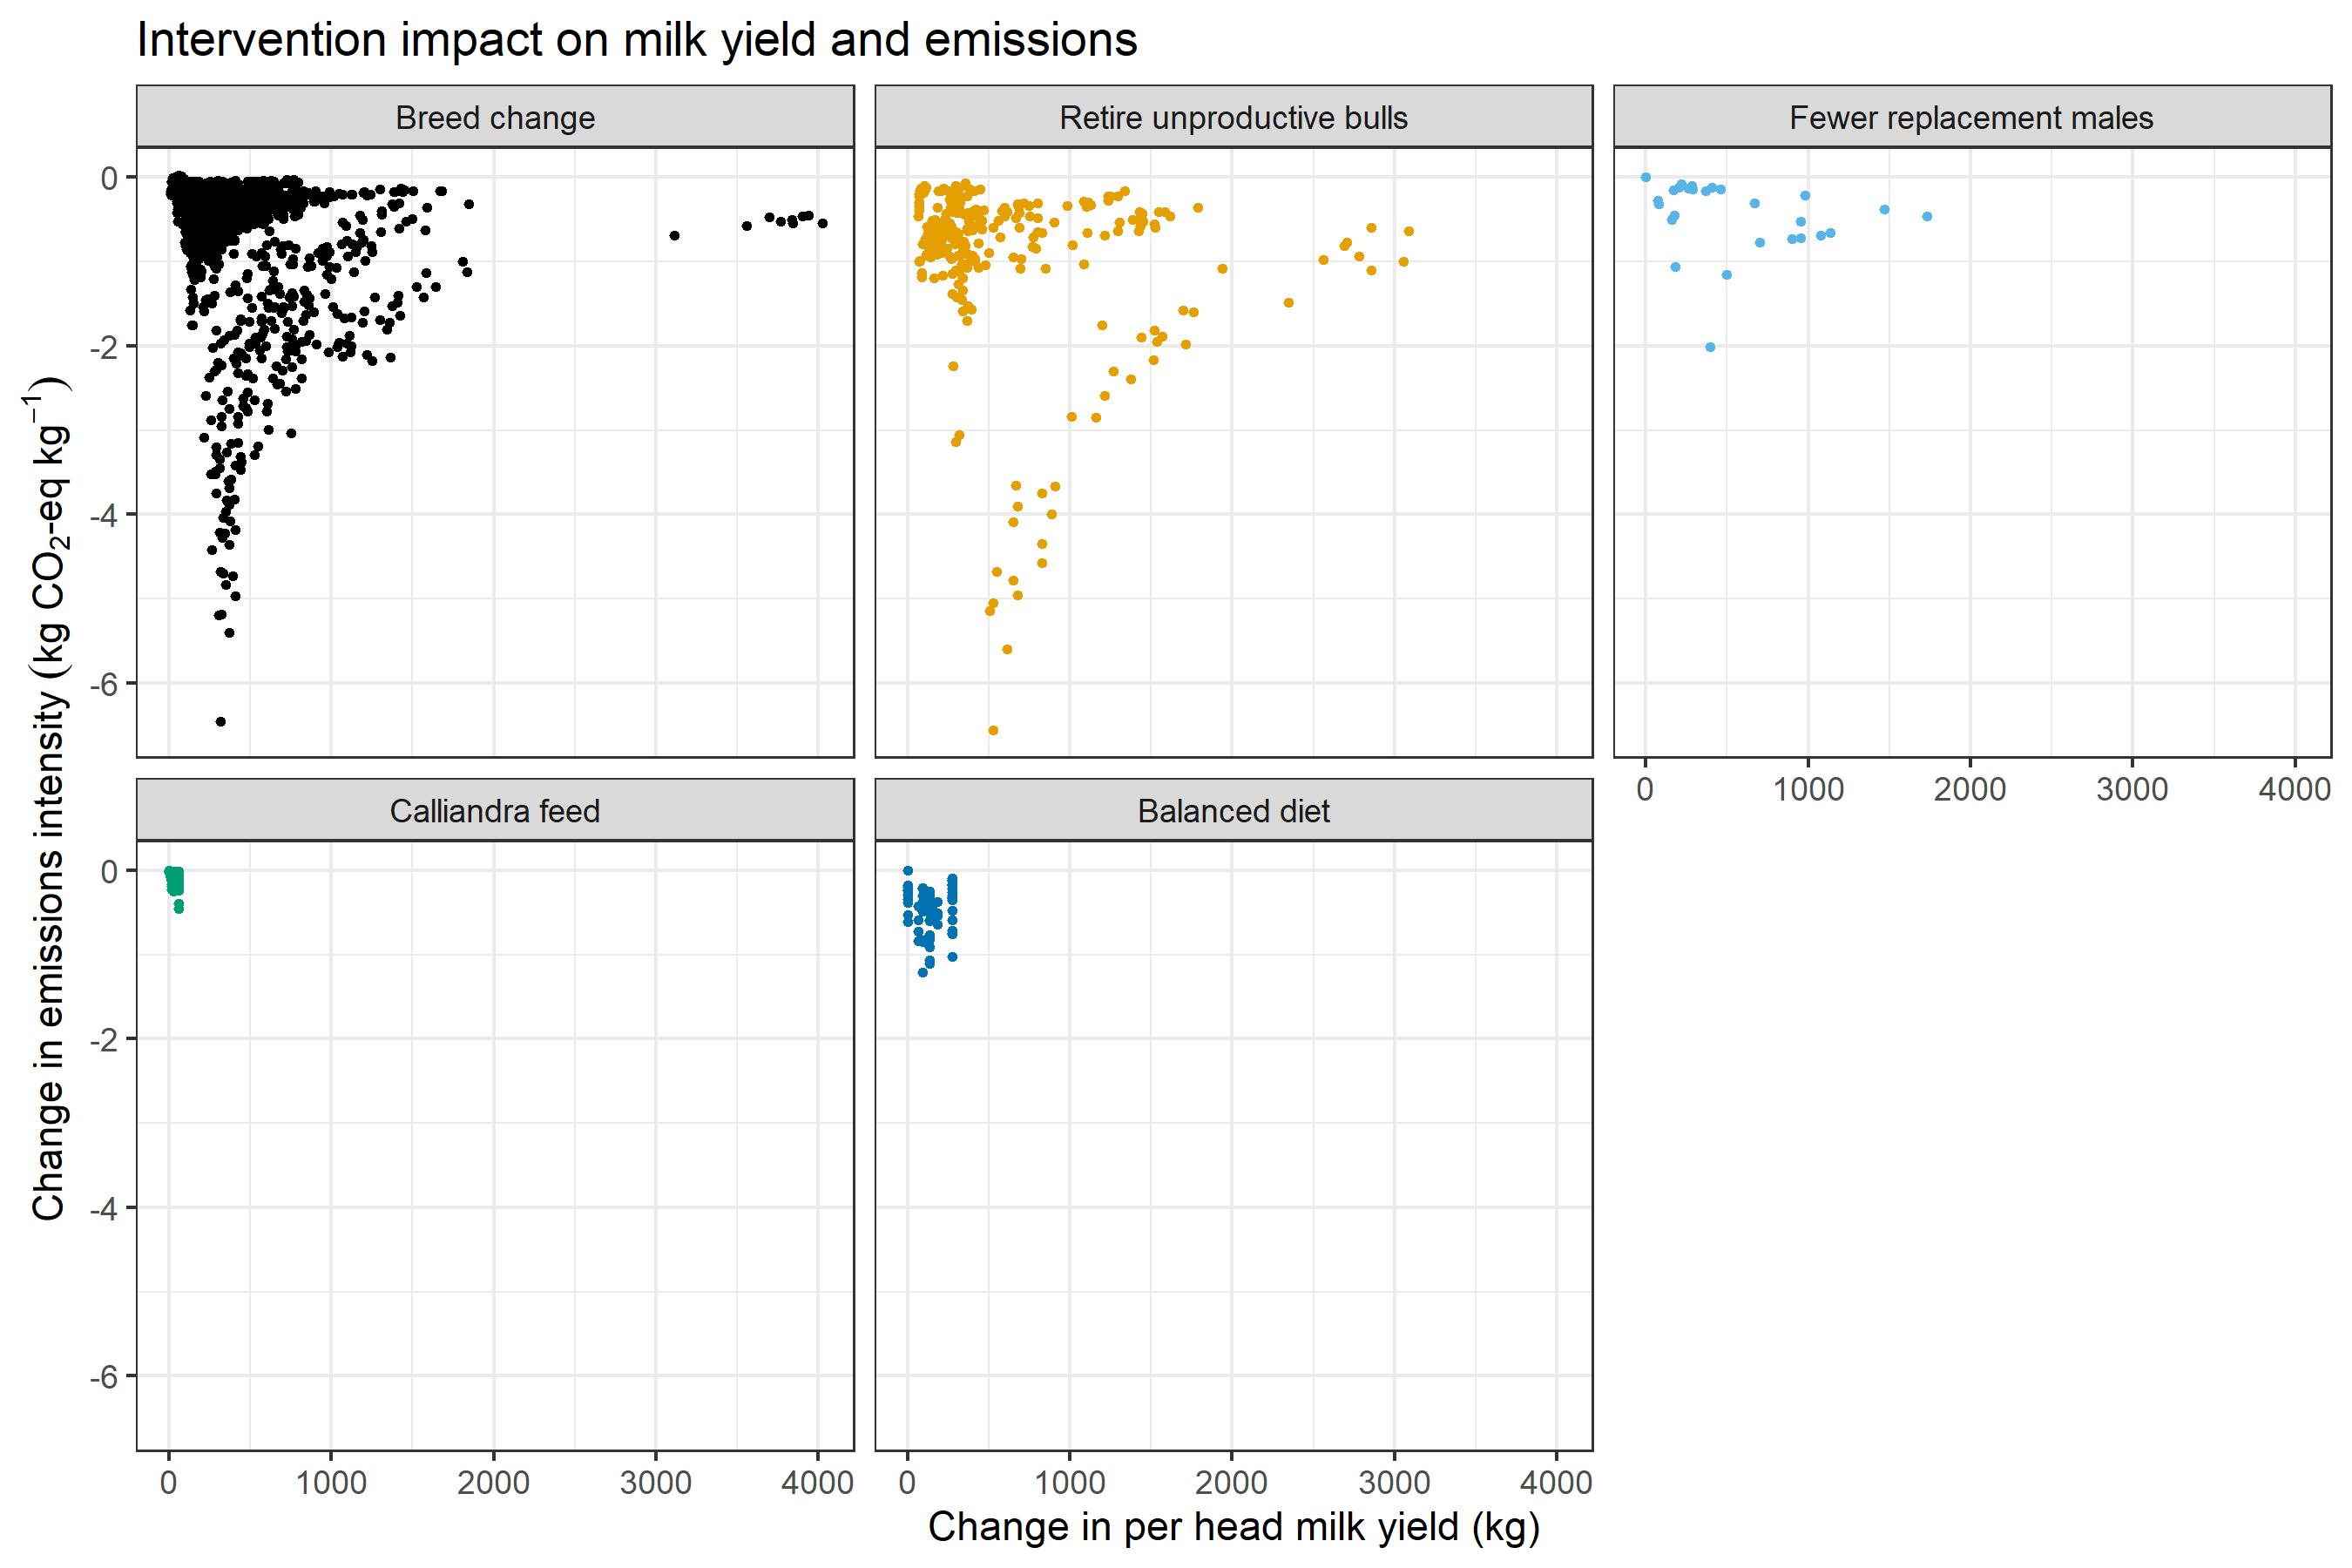 Intervention impact on milk yield and emissions
Breed change
Retire unproductive bulls
Fewer replacement males
0
-2
-4
-6
0 1000 2000 3000 4000
Change in emissions intensity (kg CO₂-eq kg⁻¹)
Calliandra feed
Balanced diet
0
-2
-4
-6
0 1000 2000 3000 4000
0 1000 2000 3000 4000
Change in per head milk yield (kg)